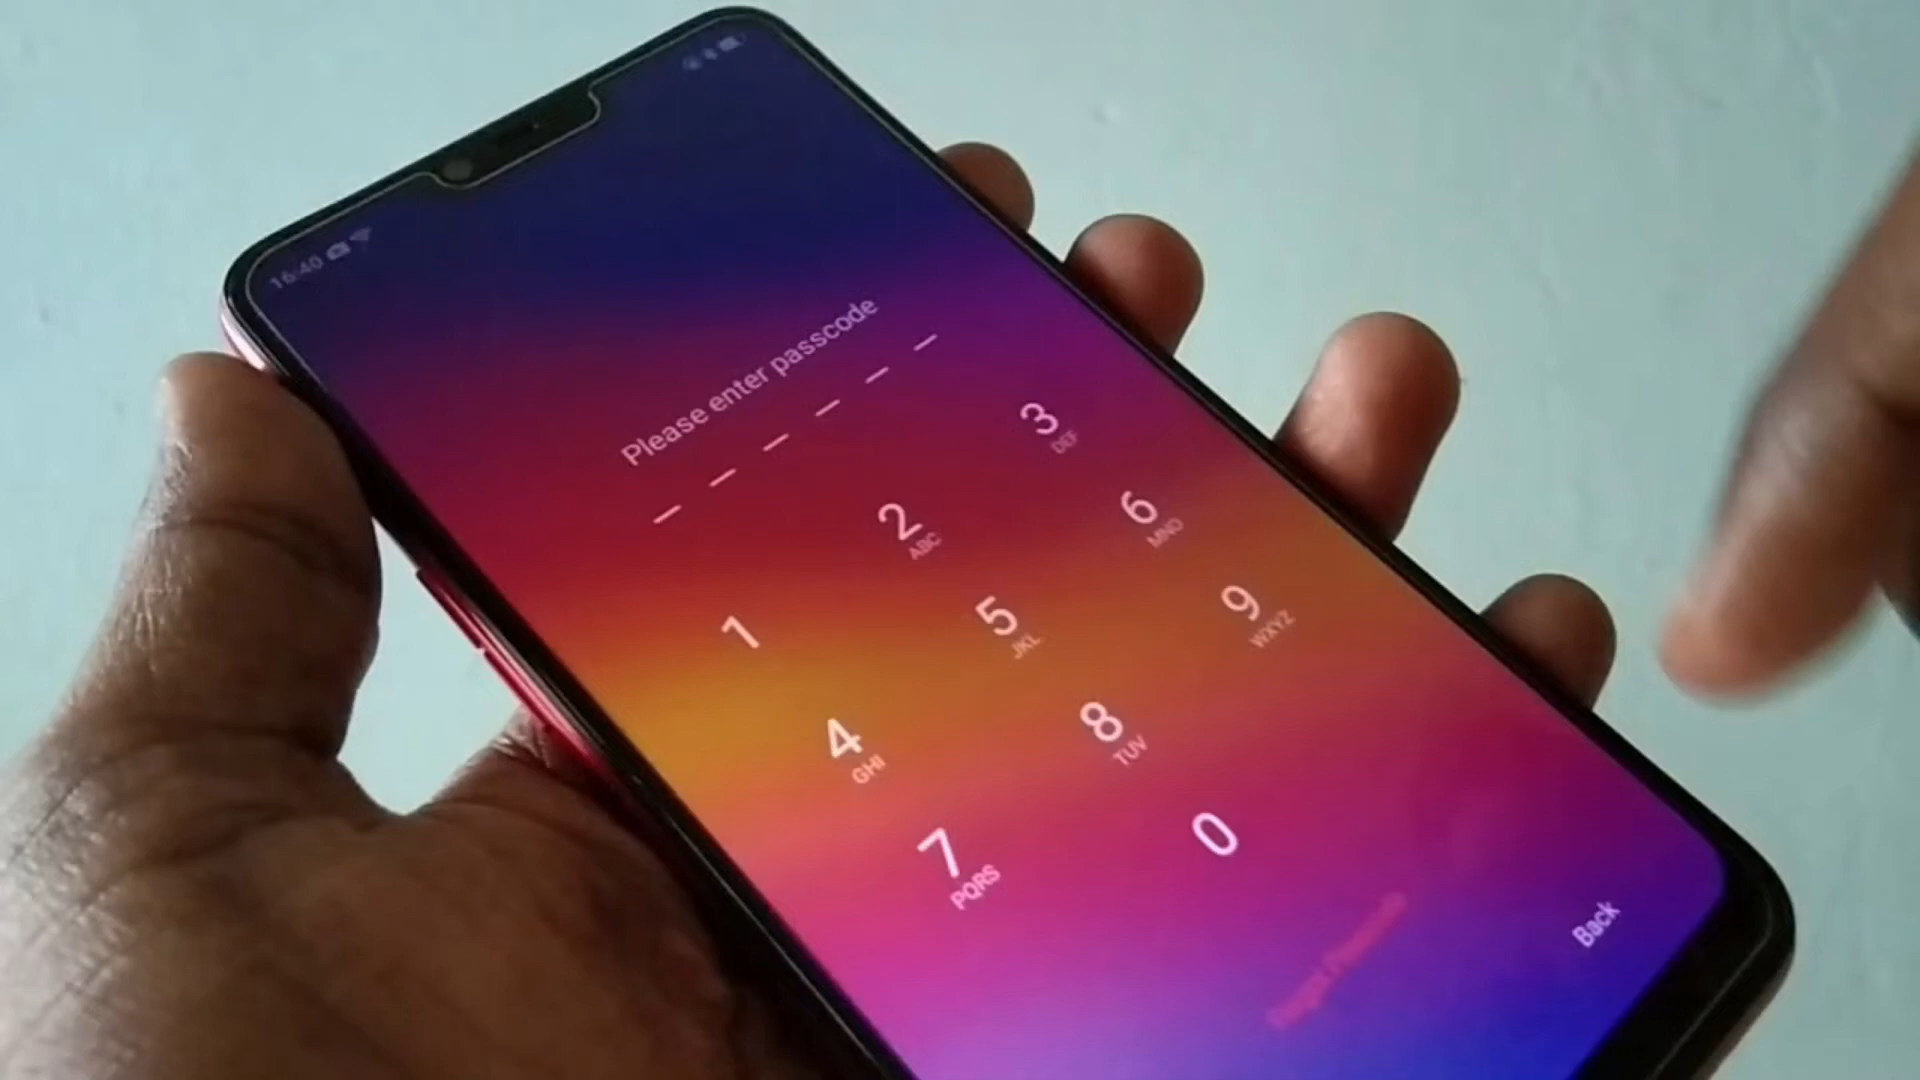 16:40
Please enter passcode
1
2 ABC
3 DEF
4 GHI
5 JKL
6 MNO
7 PQRS
8 TUV
9 WXYZ
0
Back